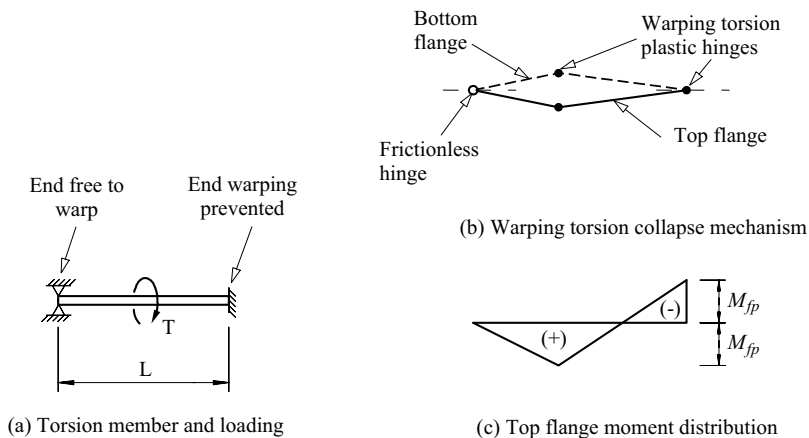 Bottom
flange
Warping torsion
plastic hinges
Frictionless
hinge
Top flange
(b) Warping torsion collapse mechanism
End free to
warp
End warping
prevented
T
L
(a) Torsion member and loading
(+)
(-)
M_fp
M_fp
(c) Top flange moment distribution